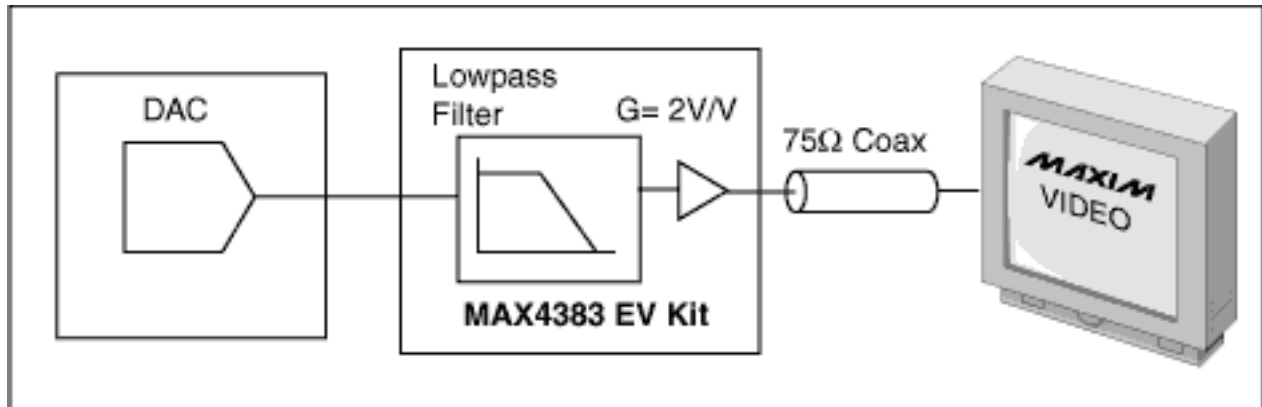 DAC
Lowpass
Filter
G= 2V/V
MAX4383 EV Kit
75Ω Coax
MAXIM
VIDEO